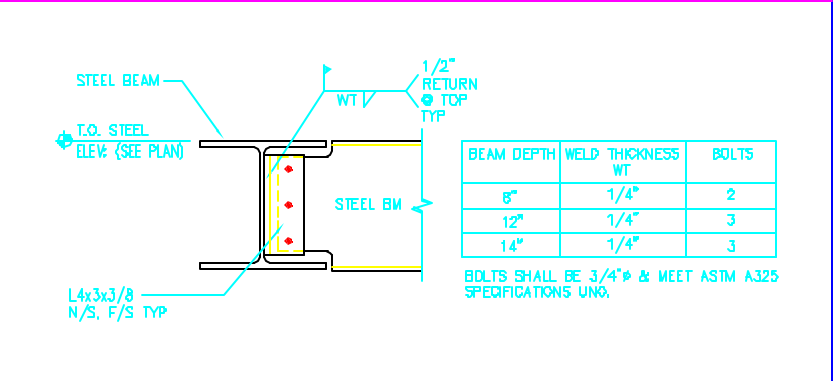 STEEL BEAM
T.O. STEEL
ELEV: (SEE PLAN)
WT
1/2"
RETURN
@ TOP
TYP
STEEL BM
L4x3x3/8
N/S, F/S TYP
BEAM DEPTH WELD THICKNESS WT BOLTS
8" 1/4" 2
12" 1/4" 3
14" 1/4" 3
BOLTS SHALL BE 3/4"ø & MEET ASTM A325
SPECIFICATIONS UNO.